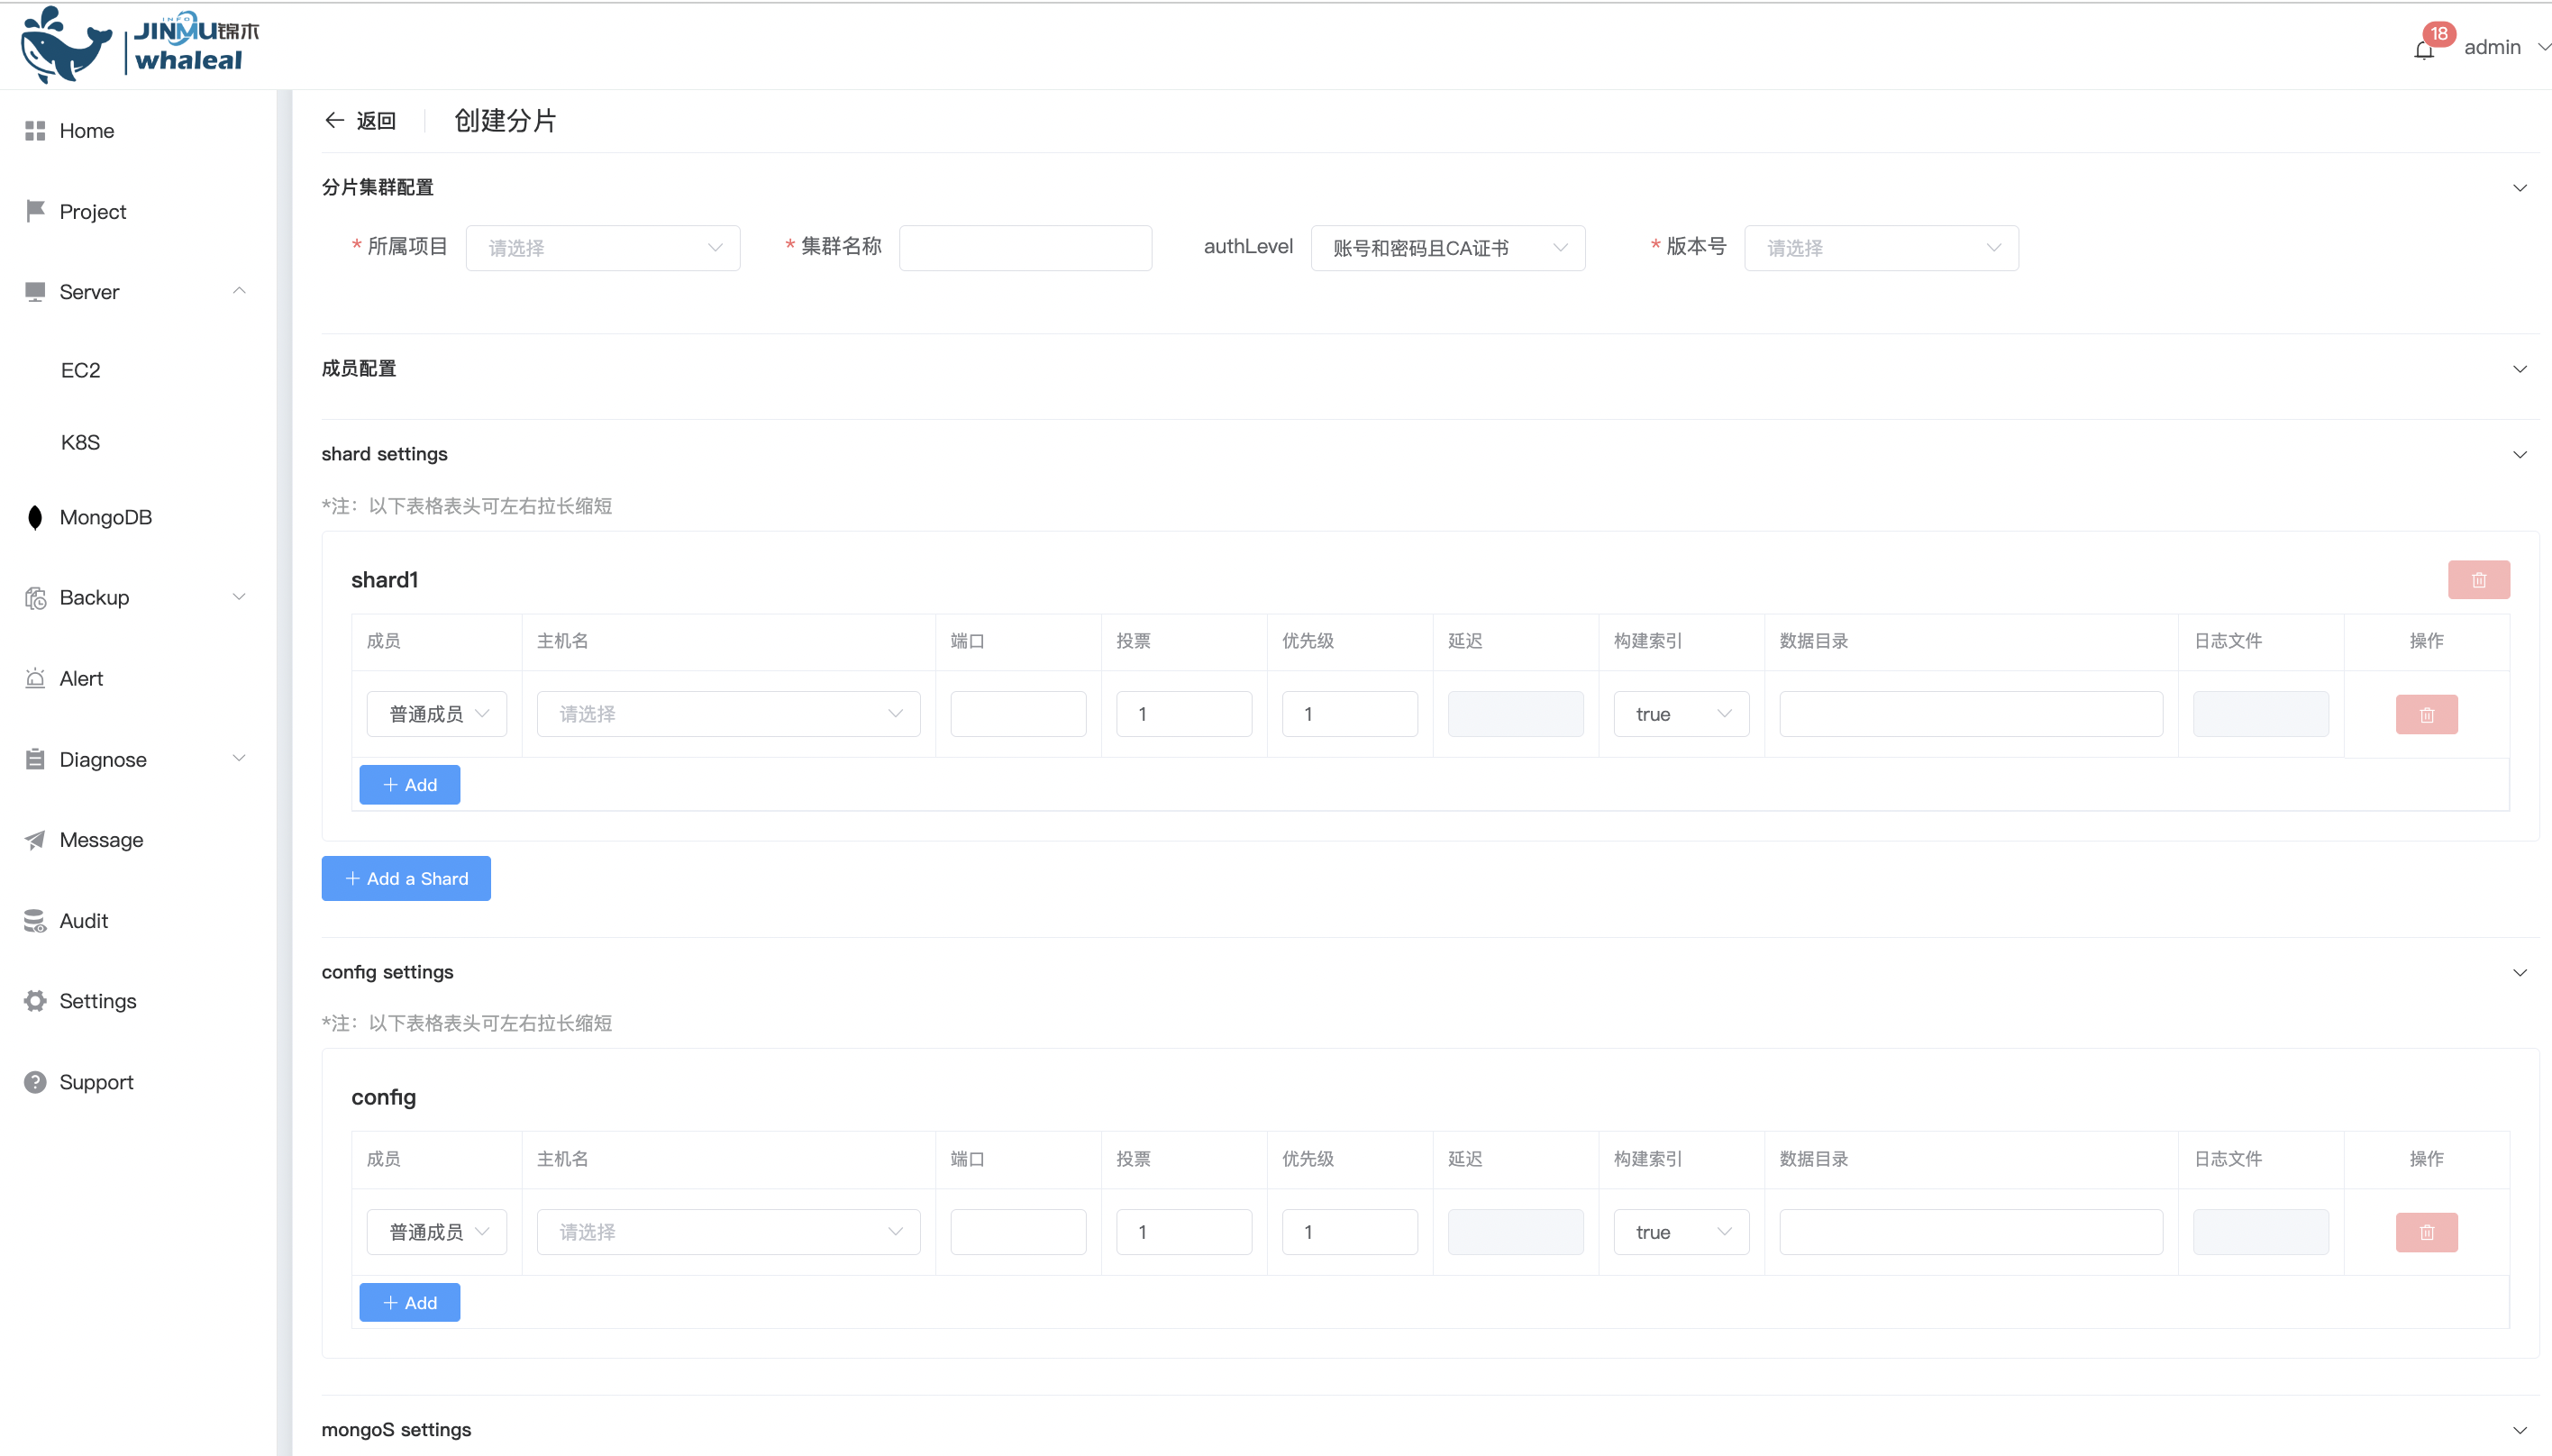 INFO
JINMU锦木
whaleal
18
admin
Home
Project
Server
EC2
K8S
MongoDB
Backup
Alert
Diagnose
Message
Audit
Settings
Support
返回 创建分片
分片集群配置
* 所属项目 请选择 * 集群名称 authLevel 账号和密码且CA证书 * 版本号 请选择
成员配置
shard settings
*注：以下表格表头可左右拉长缩短
shard1
成员 主机名 端口 投票 优先级 延迟 构建索引 数据目录 日志文件 操作
普通成员 请选择 1 1 true
+ Add
+ Add a Shard
config settings
*注：以下表格表头可左右拉长缩短
config
成员 主机名 端口 投票 优先级 延迟 构建索引 数据目录 日志文件 操作
普通成员 请选择 1 1 true
+ Add
mongoS settings